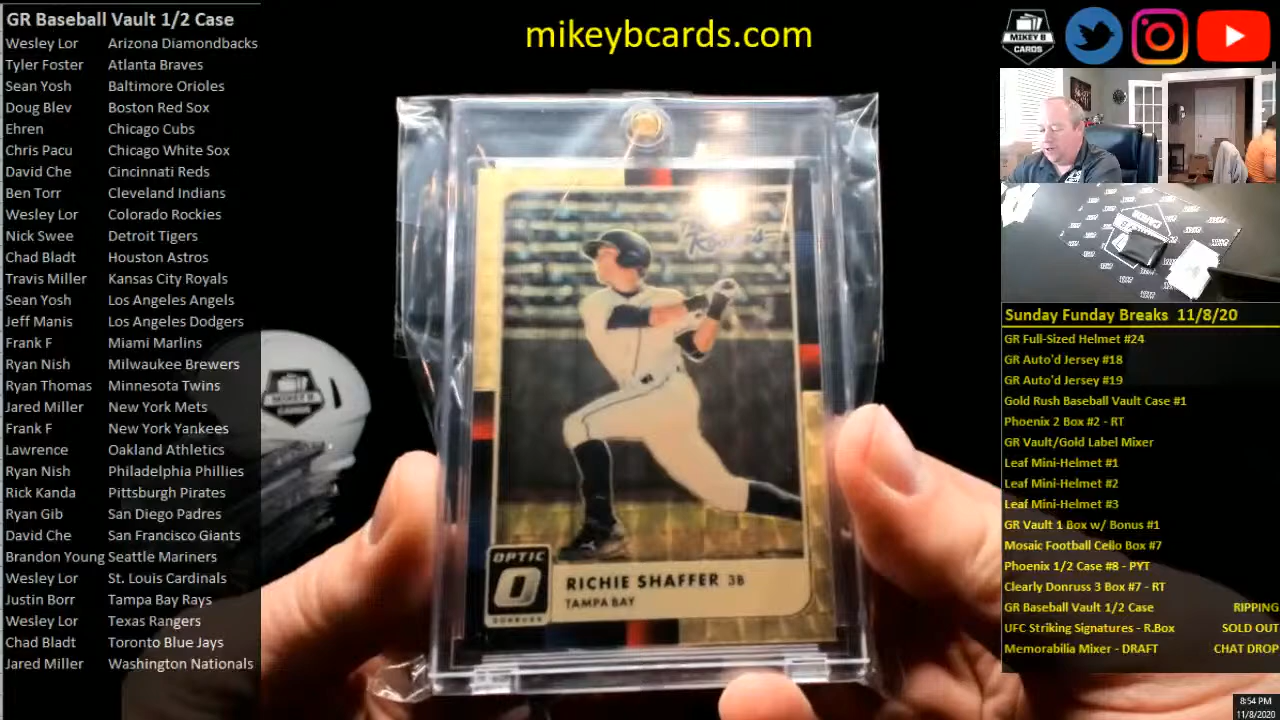 GR Baseball Vault 1/2 Case
Wesley Lor Arizona Diamondbacks
Tyler Foster Atlanta Braves
Sean Yosh Baltimore Orioles
Doug Blev Boston Red Sox
Ehren Chicago Cubs
Chris Pacu Chicago White Sox
David Che Cincinnati Reds
Ben Torr Cleveland Indians
Wesley Lor Colorado Rockies
Nick Swee Detroit Tigers
Chad Bladt Houston Astros
Travis Miller Kansas City Royals
Sean Yosh Los Angeles Angels
Jeff Manis Los Angeles Dodgers
Frank F Miami Marlins
Ryan Nish Milwaukee Brewers
Ryan Thomas Minnesota Twins
Jared Miller New York Mets
Frank F New York Yankees
Lawrence Oakland Athletics
Ryan Nish Philadelphia Phillies
Rick Kanda Pittsburgh Pirates
Ryan Gib San Diego Padres
David Che San Francisco Giants
Brandon Young Seattle Mariners
Wesley Lor St. Louis Cardinals
Justin Borr Tampa Bay Rays
Wesley Lor Texas Rangers
Chad Bladt Toronto Blue Jays
Jared Miller Washington Nationals
mikeybcards.com
Rookies
OPTIC
DONRUSS
RICHIE SHAFFER 3B
TAMPA BAY
MIKEY B
CARDS
MIKEY B
CARDS
Sunday Funday Breaks 11/8/20
GR Full-Sized Helmet #24
GR Auto'd Jersey #18
GR Auto'd Jersey #19
Gold Rush Baseball Vault Case #1
Phoenix 2 Box #2 - RT
GR Vault/Gold Label Mixer
Leaf Mini-Helmet #1
Leaf Mini-Helmet #2
Leaf Mini-Helmet #3
GR Vault 1 Box w/ Bonus #1
Mosaic Football Cello Box #7
Phoenix 1/2 Case #8 - PYT
Clearly Donruss 3 Box #7 - RT
GR Baseball Vault 1/2 Case RIPPING
UFC Striking Signatures - R.Box SOLD OUT
Memorabilia Mixer - DRAFT CHAT DROP
8:54 PM
11/8/2020